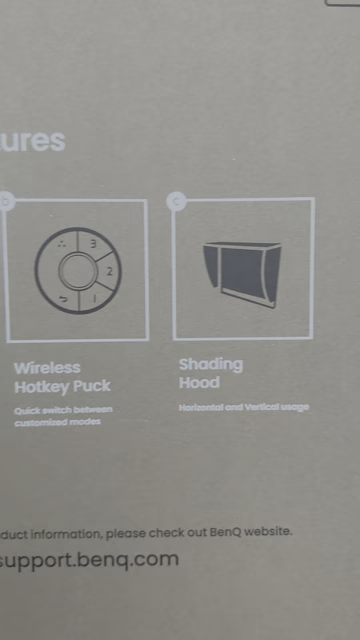 tures
b
c
3
2
1
Wireless
Hotkey Puck
Quick switch between
customized modes
Shading
Hood
Horizontal and Vertical usage
duct information, please check out BenQ website.
support.benq.com